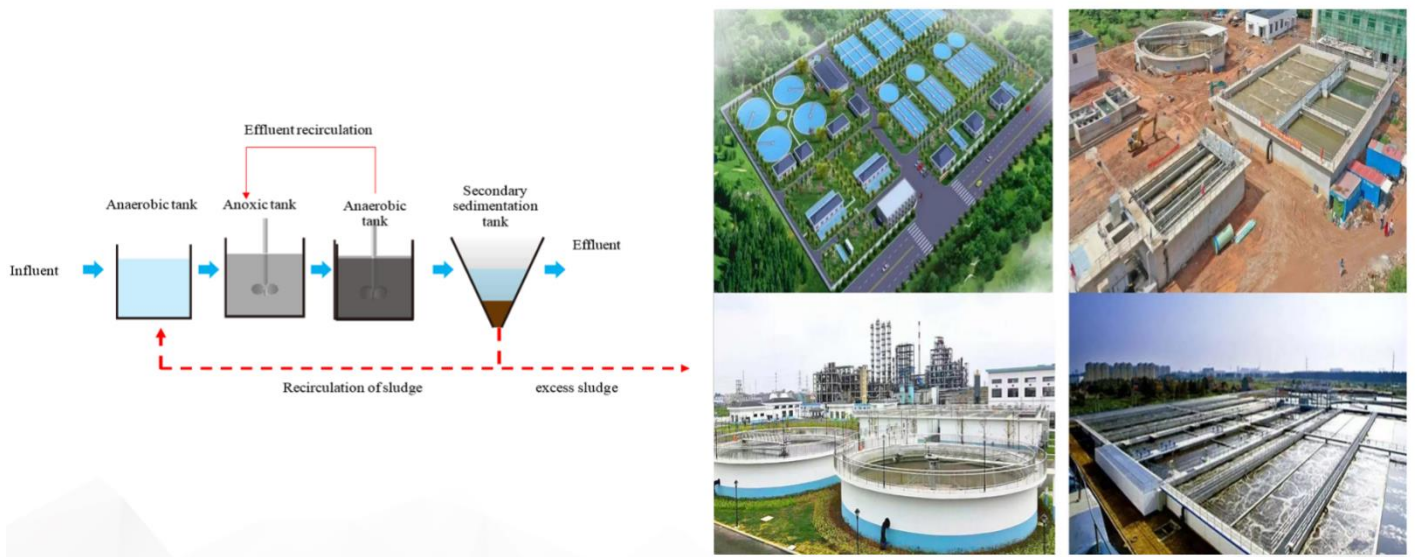 Effluent recirculation
Anaerobic tank
Anoxic tank
Anaerobic
tank
Secondary
sedimentation
tank
Influent
Effluent
Recirculation of sludge
excess sludge